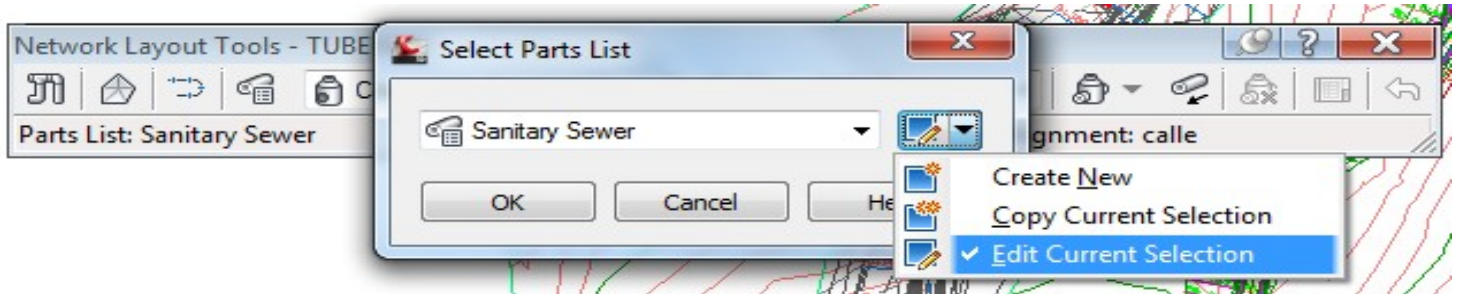 Network Layout Tools - TUBE
Select Parts List
Parts List: Sanitary Sewer
Sanitary Sewer
gnment: calle
OK
Cancel
He
Create New
Copy Current Selection
Edit Current Selection